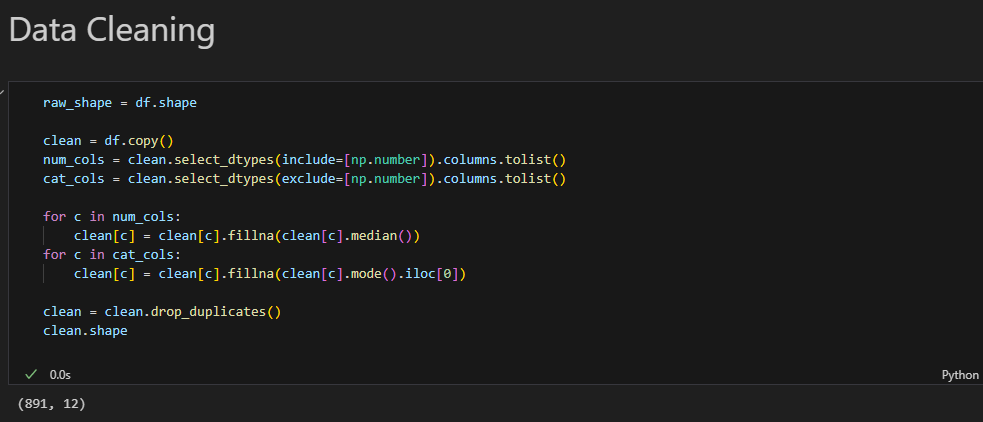 Data Cleaning
raw_shape = df.shape
clean = df.copy()
num_cols = clean.select_dtypes(include=[np.number]).columns.tolist()
cat_cols = clean.select_dtypes(exclude=[np.number]).columns.tolist()
for c in num_cols:
    clean[c] = clean[c].fillna(clean[c].median())
for c in cat_cols:
    clean[c] = clean[c].fillna(clean[c].mode().iloc[0])
clean = clean.drop_duplicates()
clean.shape
0.0s
Python
(891, 12)